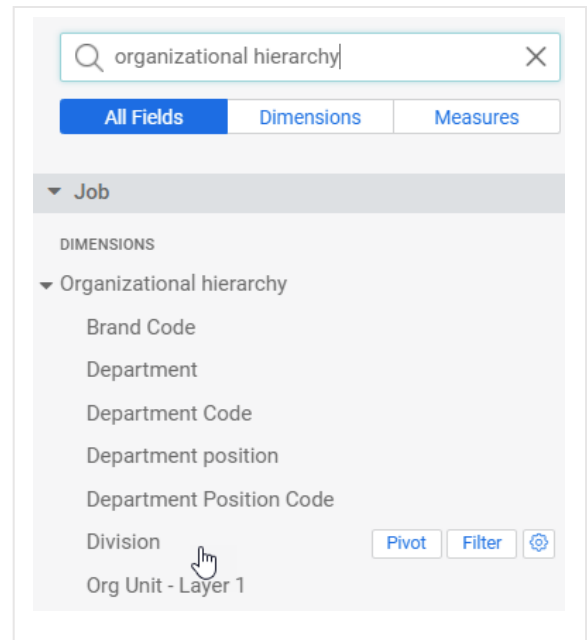 organizational hierarchy
All Fields Dimensions Measures
Job
DIMENSIONS
Organizational hierarchy
Brand Code
Department
Department Code
Department position
Department Position Code
Division Pivot Filter
Org Unit - Layer 1